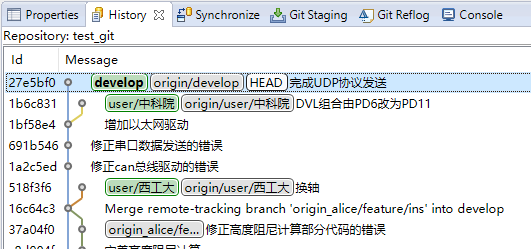 Properties History Synchronize Git Staging Git Reflog Console
Repository: test_git
Id Message
27e5bf0 develop origin/develop HEAD 完成UDP协议发送
1b6c831 user/中科院 origin/user/中科院 DVL组合由PD6改为PD11
1bf58e4 增加以太网驱动
691b546 修正串口数据发送的错误
1a2c5ed 修正can总线驱动的错误
518f3f6 user/西工大 origin/user/西工大 换轴
16c64c3 Merge remote-tracking branch 'origin_alice/feature/ins' into develop
37a04f0 origin_alice/fe... 修正高度阻尼计算部分代码的错误